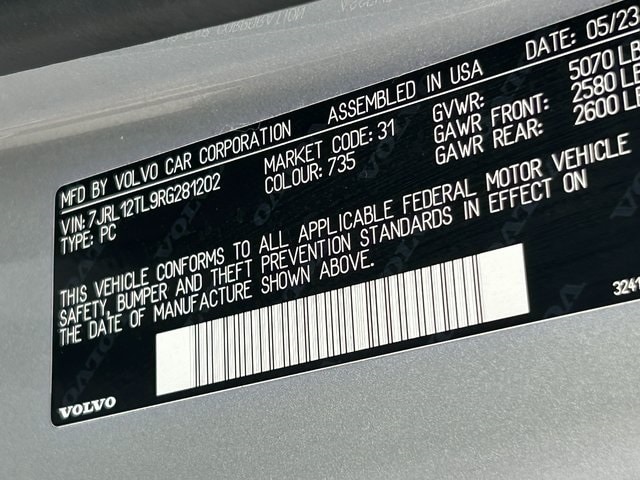 MFD BY VOLVO CAR CORPORATION ASSEMBLED IN USA DATE: 05/23
VIN: 7JRL12TL9RG281202 MARKET CODE: 31 GVWR: 5070 LB
TYPE: PC COLOUR: 735 GAWR FRONT: 2580 LB
GAWR REAR: 2600 LB
THIS VEHICLE CONFORMS TO ALL APPLICABLE FEDERAL MOTOR VEHICLE
SAFETY, BUMPER AND THEFT PREVENTION STANDARDS IN EFFECT ON
THE DATE OF MANUFACTURE SHOWN ABOVE.
3241
VOLVO